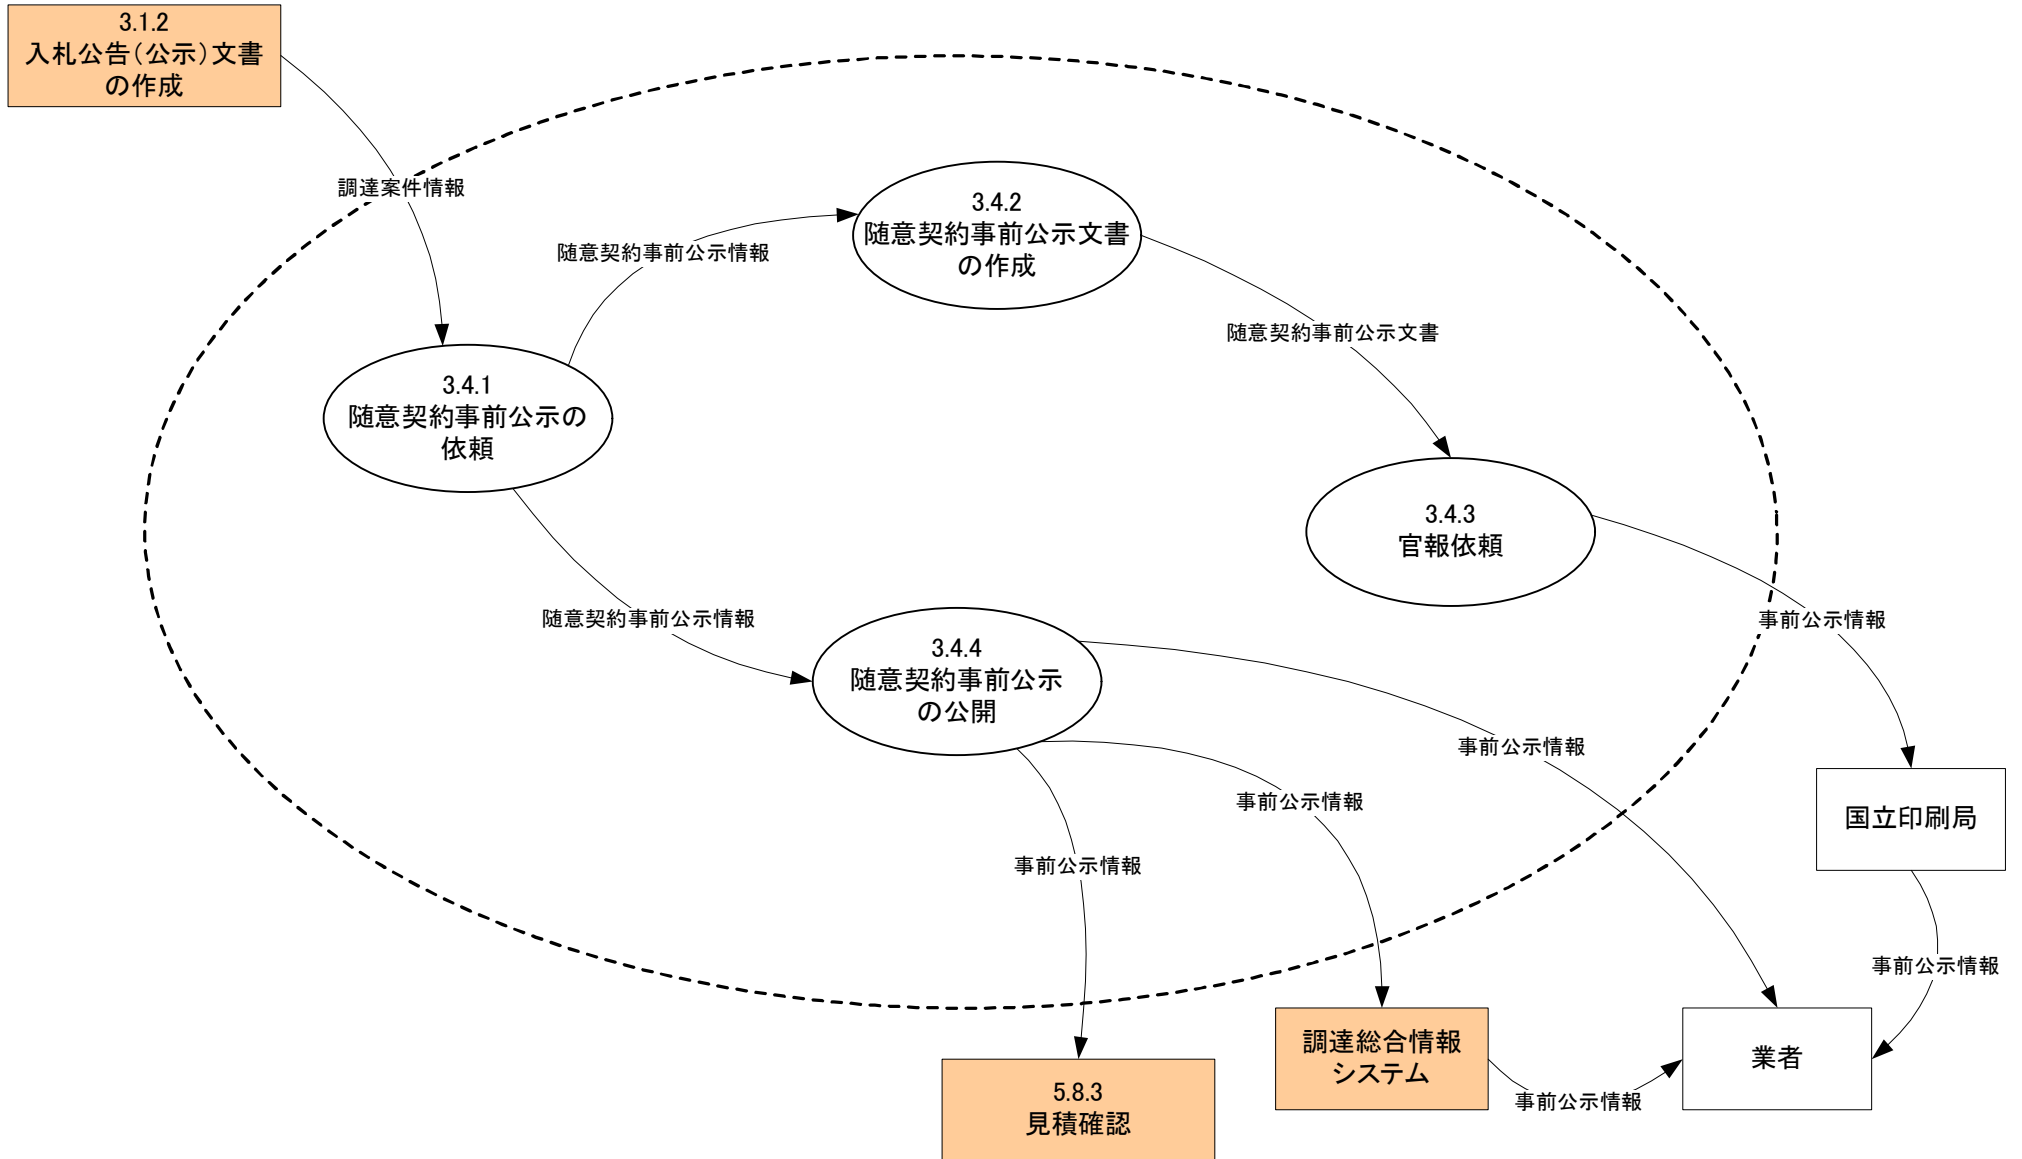 3.1.2
入札公告(公示)文書
の作成
調達案件情報
3.4.2
随意契約事前公示文書
の作成
随意契約事前公示情報
随意契約事前公示文書
3.4.1
随意契約事前公示の
依頼
3.4.3
官報依頼
随意契約事前公示情報
事前公示情報
3.4.4
随意契約事前公示
の公開
事前公示情報
事前公示情報
国立印刷局
事前公示情報
事前公示情報
調達総合情報
システム
業者
5.8.3
見積確認
事前公示情報